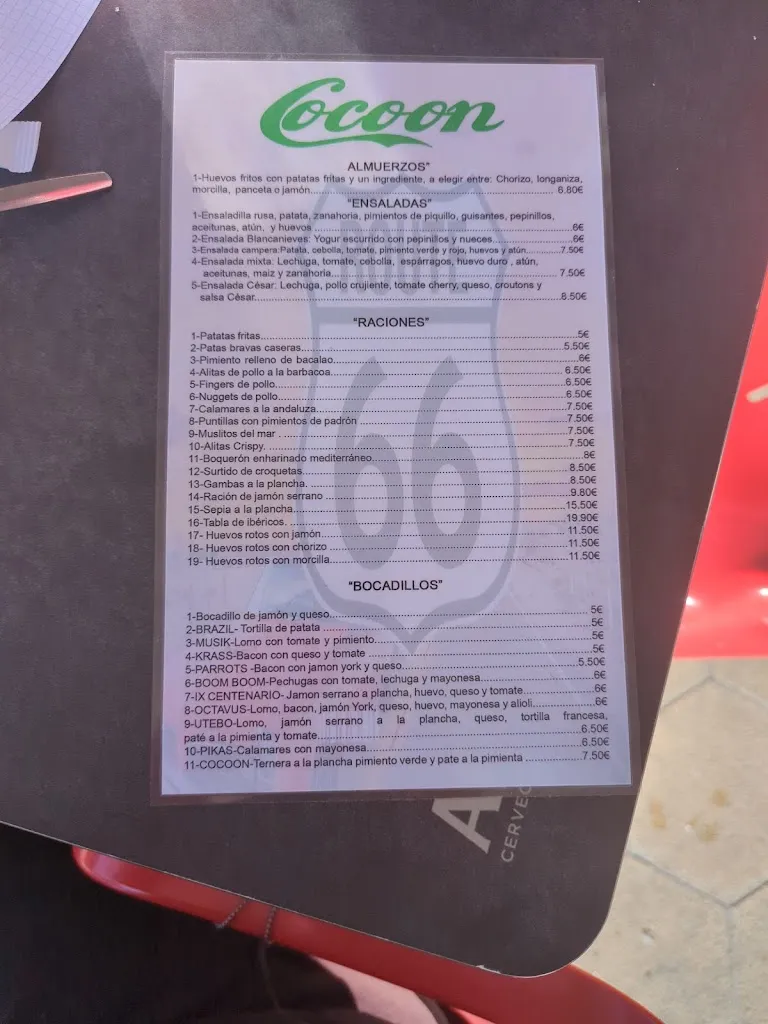 Cocoon
ALMUERZOS"
1-Huevos fritos con patatas fritas y un ingrediente, a elegir entre: Chorizo, longaniza,
morcilla, panceta o jamón..........6.80€
"ENSALADAS"
1-Ensaladilla rusa, patata, zanahoria, pimientos de piquillo, guisantes, pepinillos,
aceitunas, atún, y huevos..........6€
2-Ensalada Blancanieves: Yogur escurrido con pepinillos y nueces..........6€
3-Ensalada campera:Patata, cebolla, tomate, pimiento verde y rojo, huevos y atún..........7.50€
4-Ensalada mixta: Lechuga, tomate, cebolla, espárragos, huevo duro , atún,
aceitunas, maiz y zanahoria..........7.50€
5-Ensalada César: Lechuga, pollo crujiente, tomate cherry, queso, croutons y
salsa César..........8.50€
"RACIONES"
1-Patatas fritas..........5€
2-Patas bravas caseras..........5.50€
3-Pimiento relleno de bacalao..........6€
4-Alitas de pollo a la barbacoa..........6.50€
5-Fingers de pollo..........6.50€
6-Nuggets de pollo..........6.50€
7-Calamares a la andaluza..........7.50€
8-Puntillas con pimientos de padrón..........7.50€
9-Muslitos del mar ..........7.50€
10-Alitas Crispy. ..........7.50€
11-Boquerón enharinado mediterráneo..........8€
12-Surtido de croquetas..........8.50€
13-Gambas a la plancha. ..........8.50€
14-Ración de jamón serrano ..........9.80€
15-Sepia a la plancha..........15.50€
16-Tabla de ibéricos. ..........19.90€
17- Huevos rotos con jamón..........11.50€
18- Huevos rotos con chorizo ..........11.50€
19- Huevos rotos con morcilla..........11.50€
ROUTE
66
"BOCADILLOS"
1-Bocadillo de jamón y queso..........5€
2-BRAZIL- Tortilla de patata ..........5€
3-MUSIK-Lomo con tomate y pimiento..........5€
4-KRASS-Bacon con queso y tomate ..........5€
5-PARROTS -Bacon con jamon york y queso..........5.50€
6-BOOM BOOM-Pechugas con tomate, lechuga y mayonesa..........6€
7-IX CENTENARIO- Jamon serrano a plancha, huevo, queso y tomate..........6€
8-OCTAVUS-Lomo, bacon, jamón York, queso, huevo, mayonesa y alioli..........6€
9-UTEBO-Lomo, jamón serrano a la plancha, queso, tortilla francesa,
paté a la pimienta y tomate..........6.50€
10-PIKAS-Calamares con mayonesa..........6.50€
11-COCOON-Ternera a la plancha pimiento verde y pate a la pimienta ..........7.50€